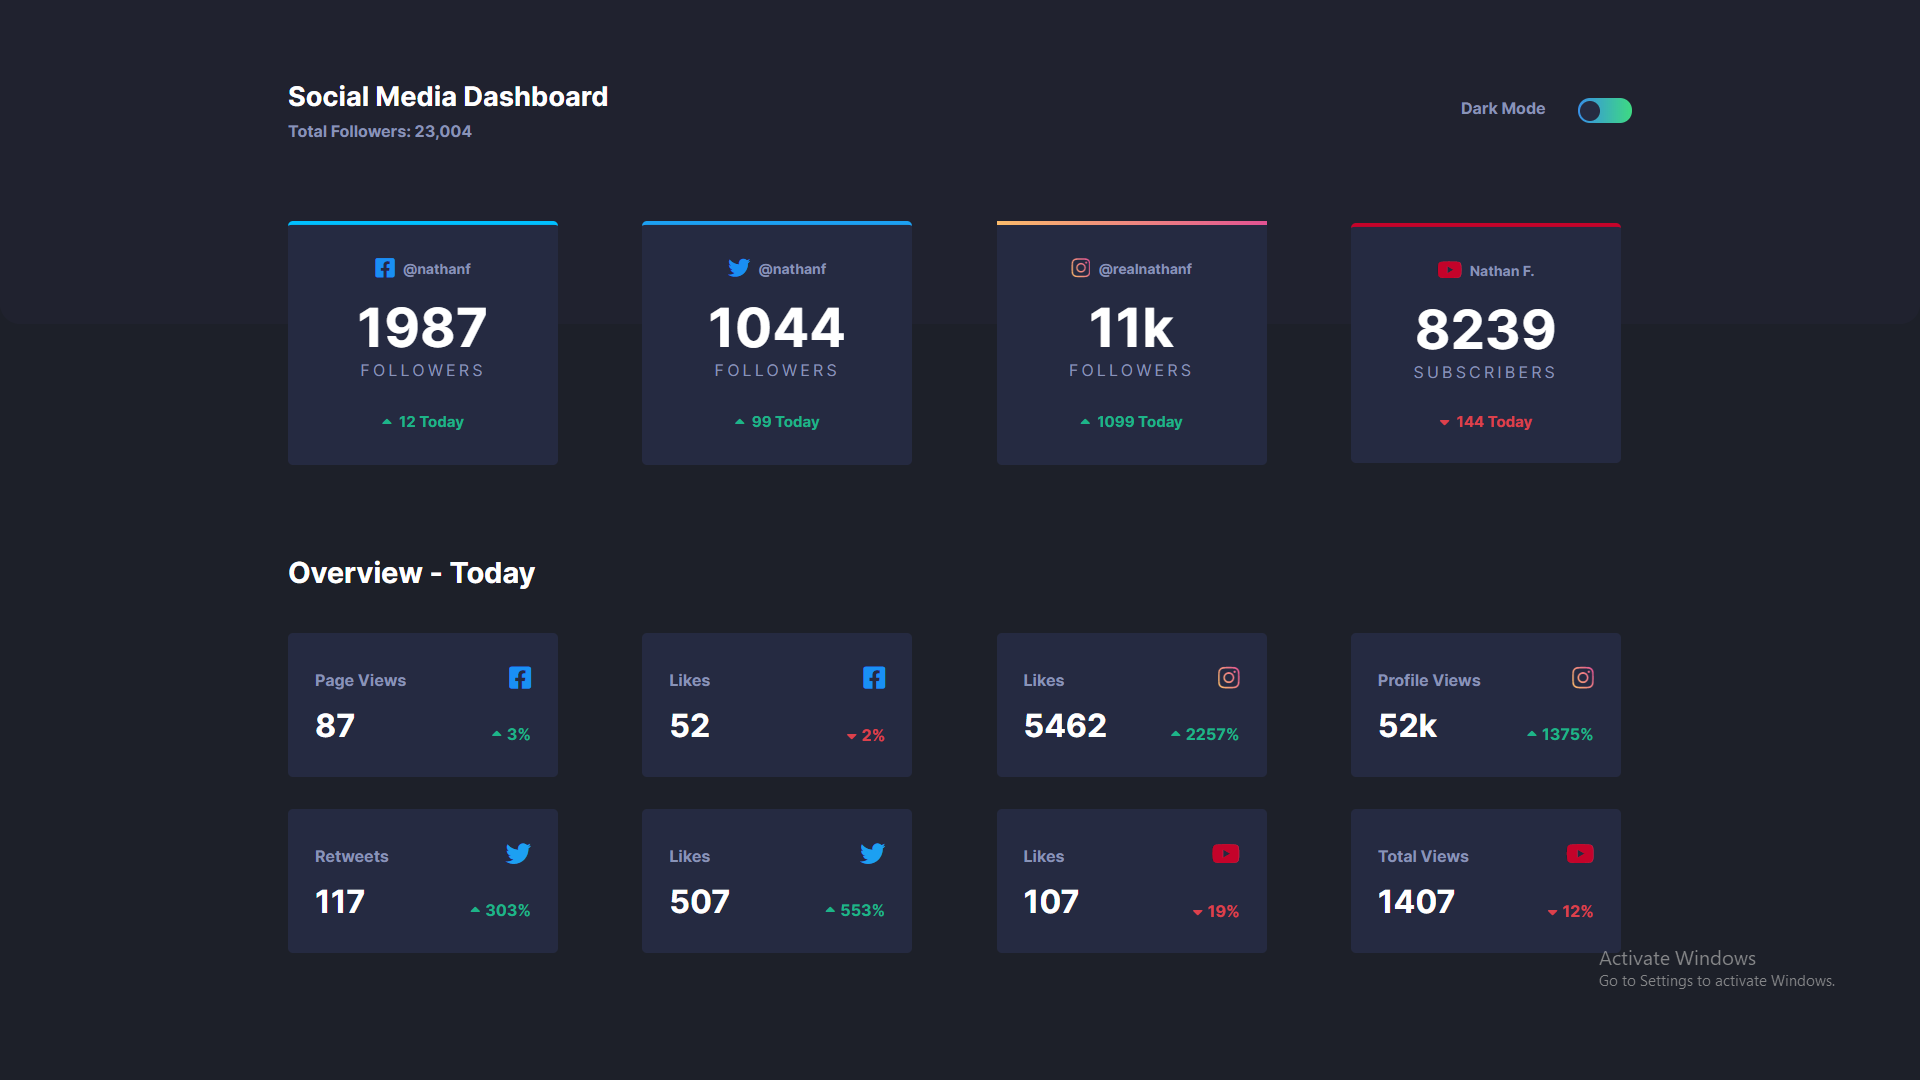 Social Media Dashboard
Total Followers: 23,004
Dark Mode
@nathanf
1987
FOLLOWERS
12 Today
@nathanf
1044
FOLLOWERS
99 Today
@realnathanf
11k
FOLLOWERS
1099 Today
Nathan F.
8239
SUBSCRIBERS
144 Today
Overview - Today
Page Views
87
3%
Likes
52
2%
Likes
5462
2257%
Profile Views
52k
1375%
Retweets
117
303%
Likes
507
553%
Likes
107
19%
Total Views
1407
12%
Activate Windows
Go to Settings to activate Windows.